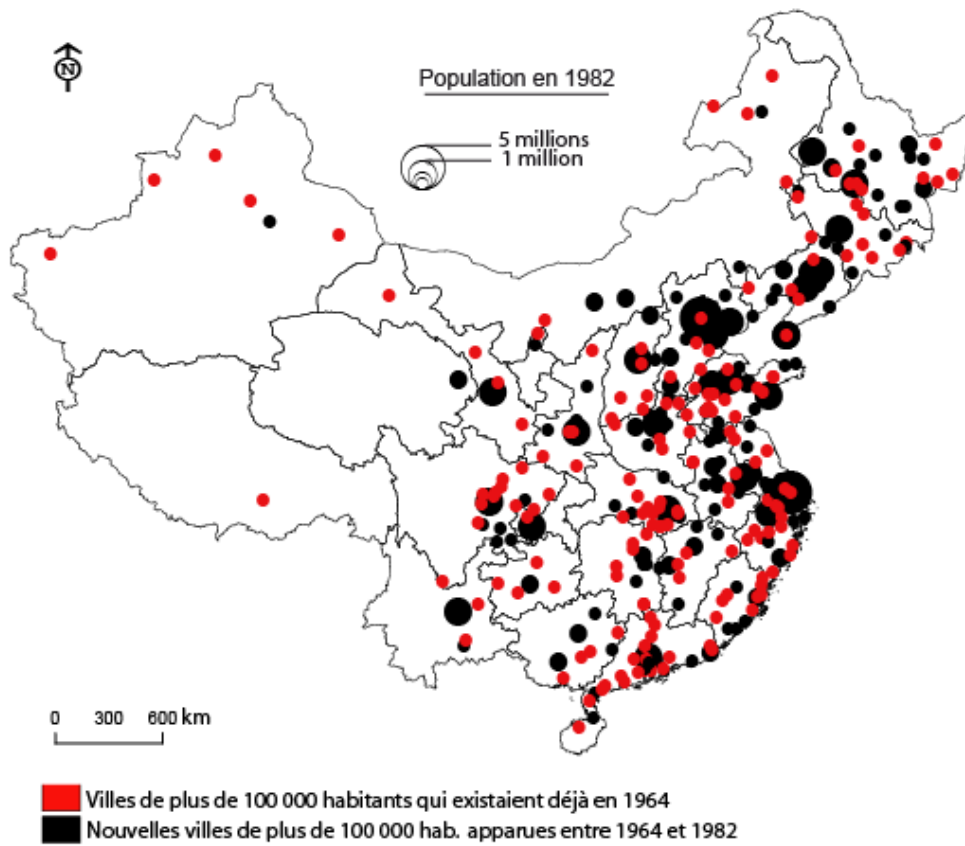 Population en 1982
N
5 millions
1 million
0 300 600 km
Villes de plus de 100 000 habitants qui existaient déjà en 1964
Nouvelles villes de plus de 100 000 hab. apparues entre 1964 et 1982